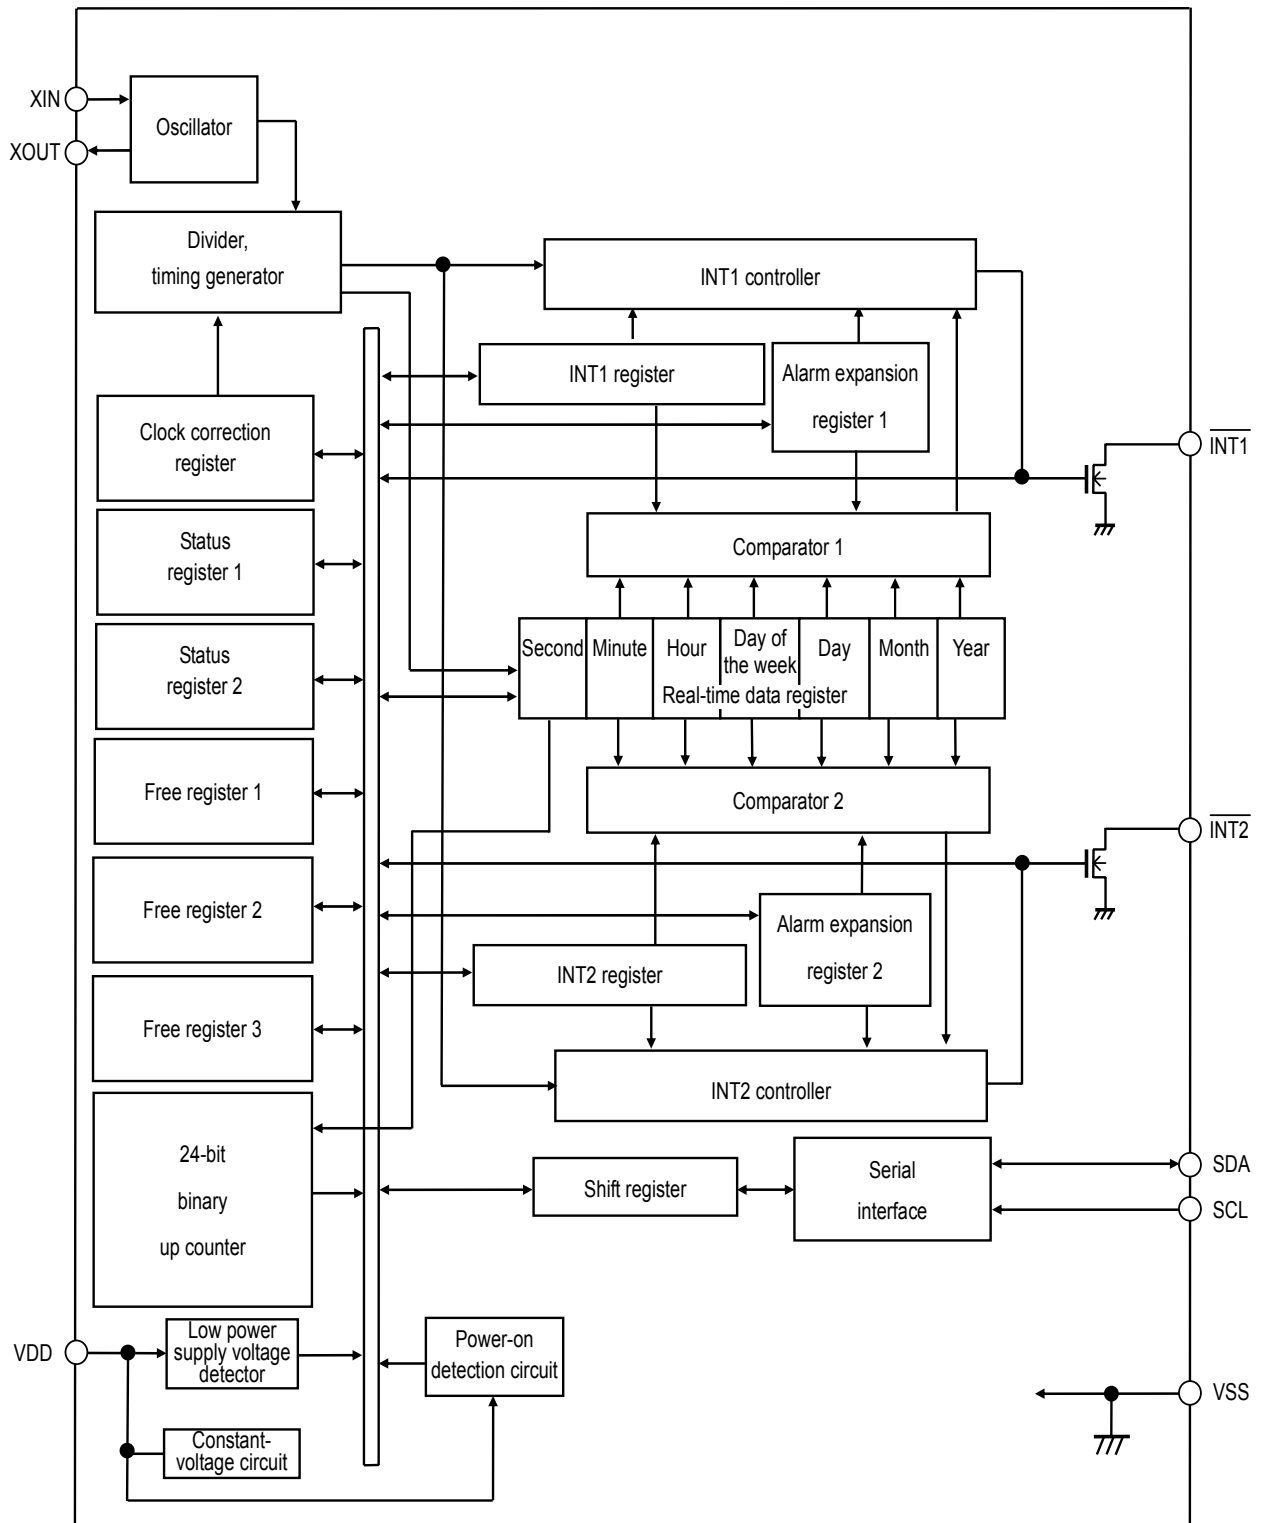 XIN
Oscillator
XOUT
Divider,
timing generator
INT1 controller
INT1 register
Alarm expansion
register 1
Clock correction
register
INT1
Status
register 1
Comparator 1
Second
Minute
Hour
Day of
the week
Day
Month
Year
Real-time data register
Status
register 2
Free register 1
Comparator 2
INT2
Free register 2
Alarm expansion
register 2
INT2 register
Free register 3
INT2 controller
24-bit
binary
up counter
Shift register
Serial
interface
SDA
SCL
VDD
Low power
supply voltage
detector
Power-on
detection circuit
VSS
Constant-
voltage circuit